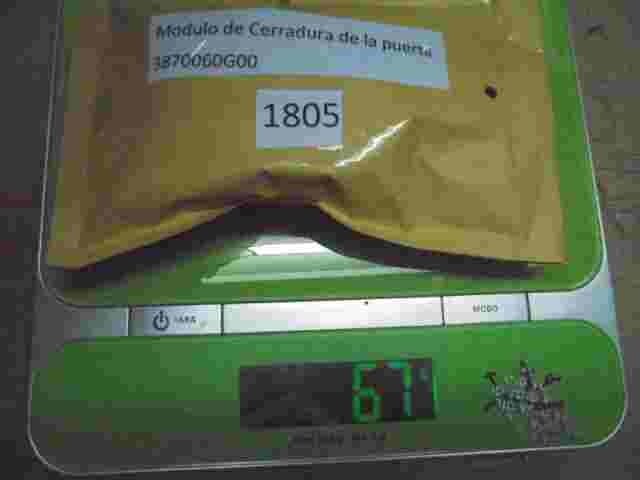 Modulo de Cerradura de la puerta
3870060G00
1805
TARA
MODO
67